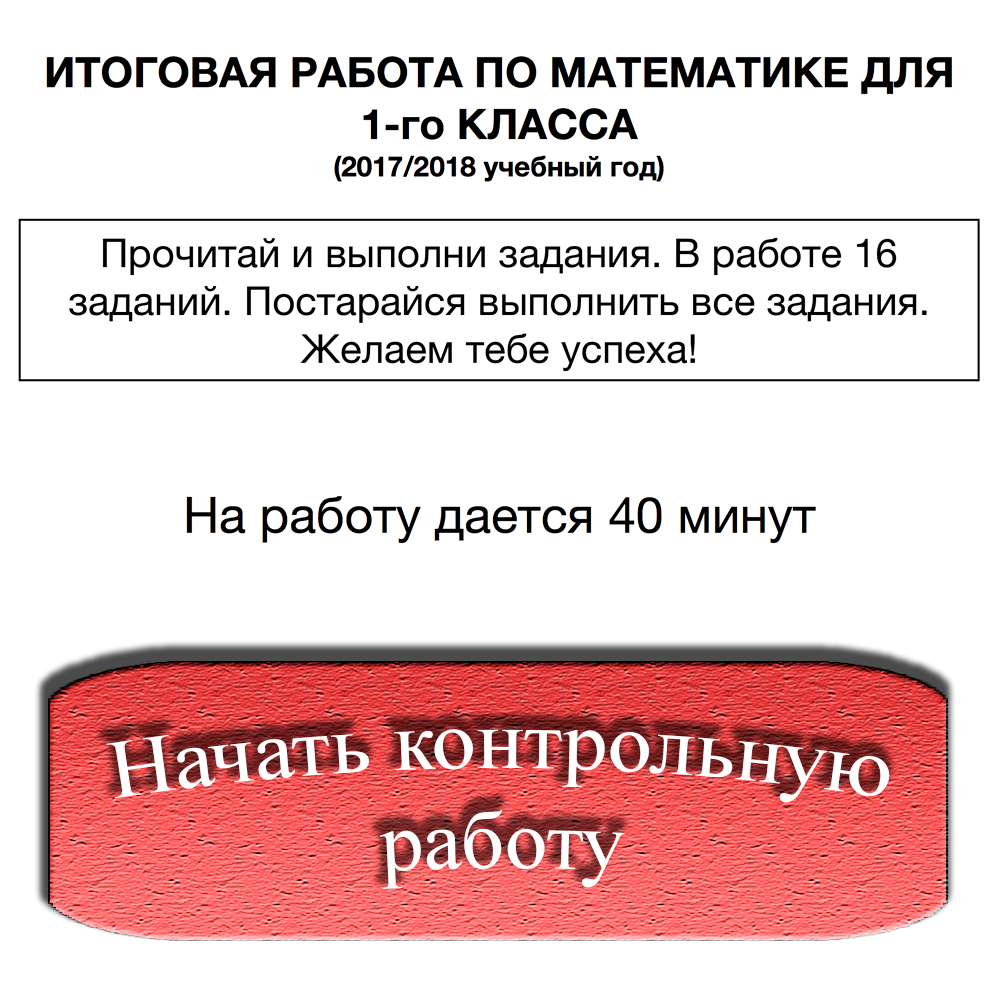 ИТОГОВАЯ РАБОТА ПО МАТЕМАТИКЕ ДЛЯ
1-го КЛАССА
(2017/2018 учебный год)
Прочитай и выполни задания. В работе 16
заданий. Постарайся выполнить все задания.
Желаем тебе успеха!
На работу дается 40 минут
Начать контрольную
работу